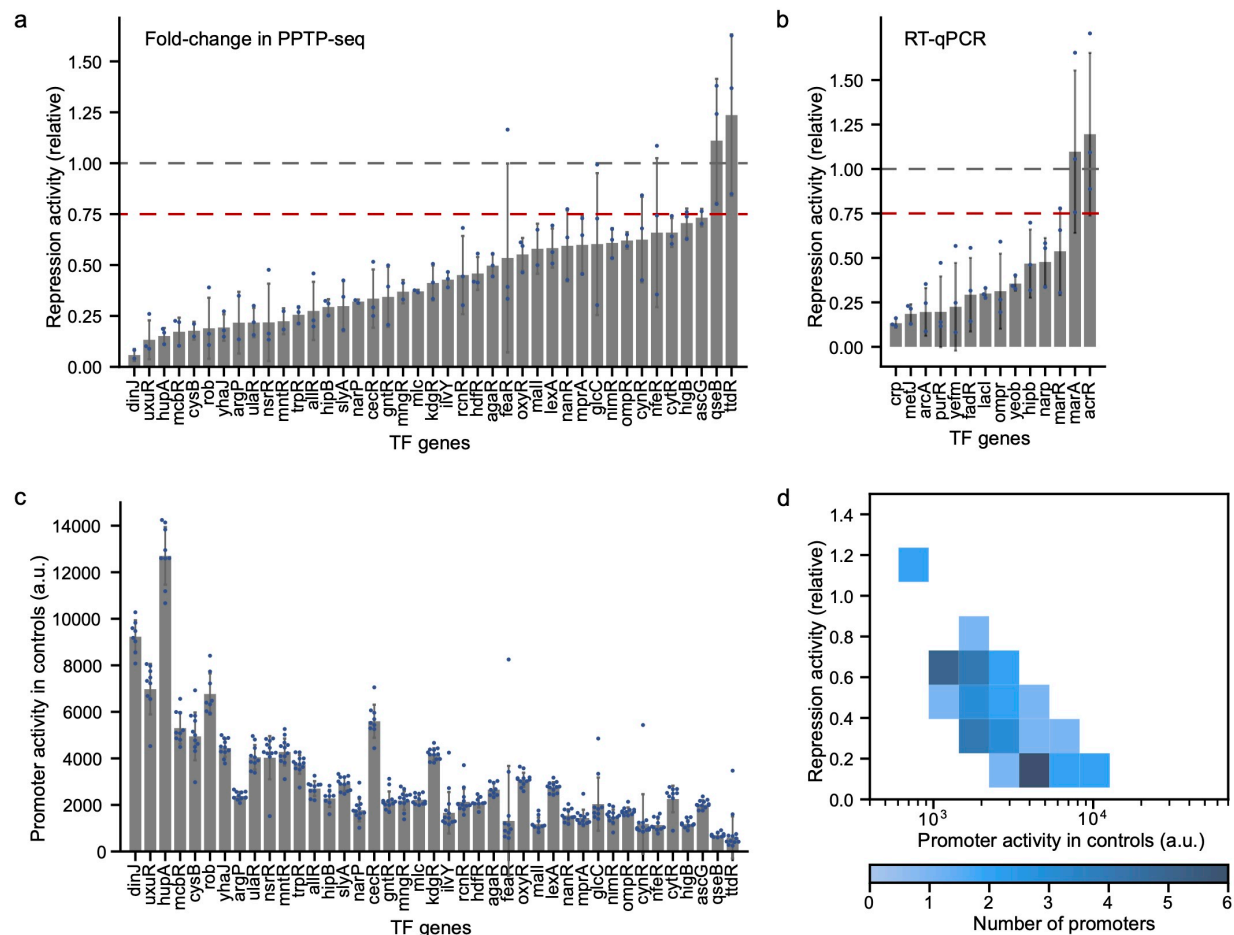 a
Fold-change in PPTP-seq
Repression activity (relative)
1.50
1.25
1.00
0.75
0.50
0.25
0.00
dinJ uxuR hupA mcbR cysB rob yhaJ argP ulaR nsrR mntR trpR allR hipB slyA narP cecR gntR mngR mlc kdgR ilvY rcnR hdfR agaR feaR oxyR malI lexA nanR mprA glcC nimR ompR cynR nfeR cytR higB ascG qseB ttdR
TF genes
b
RT-qPCR
Repression activity (relative)
1.50
1.25
1.00
0.75
0.50
0.25
0.00
crp metJ arcA purR yefm fadR lacI ompr yeob hipb narp marR marA acrR
TF genes
c
Promoter activity in controls (a.u.)
14000
12000
10000
8000
6000
4000
2000
0
dinJ uxuR hupA mcbR cysB rob yhaJ argP ulaR nsrR mntR trpR allR hipB slyA narP cecR gntR mngR mlc kdgR ilvY rcnR hdfR agaR feaR oxyR malI lexA nanR mprA glcC nimR ompR cynR nfeR cytR higB ascG qseB ttdR
TF genes
d
Repression activity (relative)
1.4
1.2
1.0
0.8
0.6
0.4
0.2
0.0
10³ 10⁴
Promoter activity in controls (a.u.)
0 1 2 3 4 5 6
Number of promoters